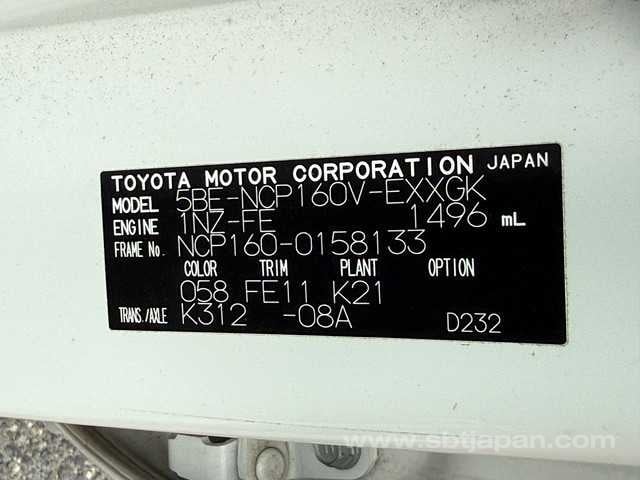 TOYOTA MOTOR CORPORATION JAPAN
MODEL 5BE-NCP160V-EXXGK
ENGINE 1NZ-FE 1496 mL
FRAME No. NCP160-0158133
COLOR TRIM PLANT OPTION
058 FE11 K21
TRANS./AXLE K312 -08A D232
www.sbtjapan.com